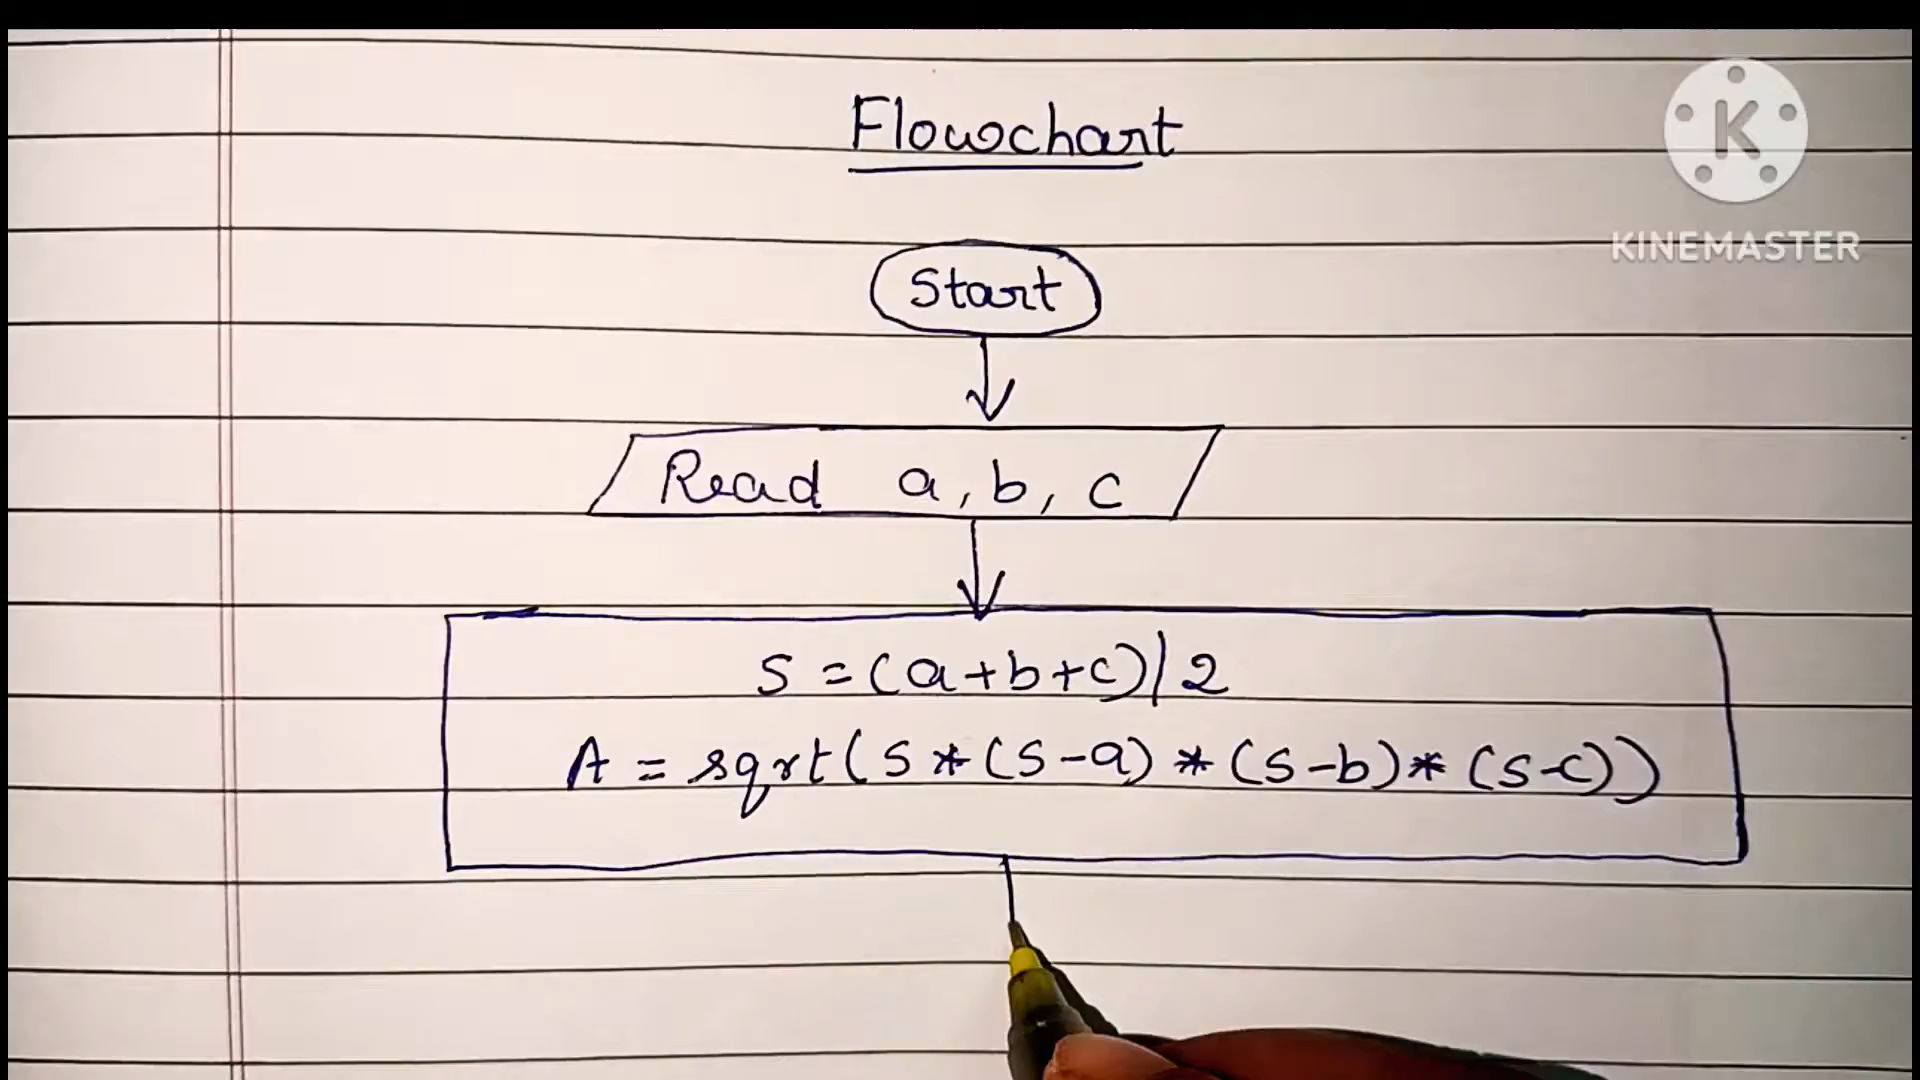 Flowchart
K
KINEMASTER
Start
Read a, b, c
S = (a+b+c)/2
A = sqrt(S*(S-a)*(S-b)*(S-c))